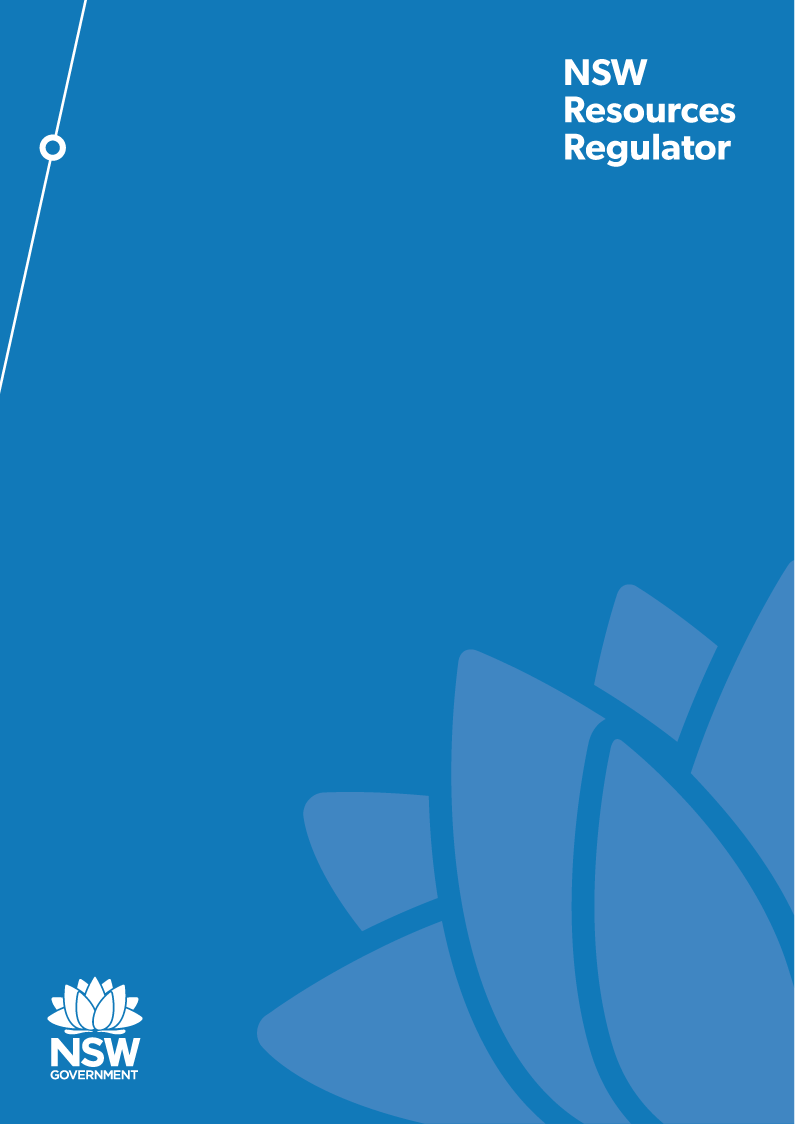 NSW
Resources
Regulator
NSW
GOVERNMENT